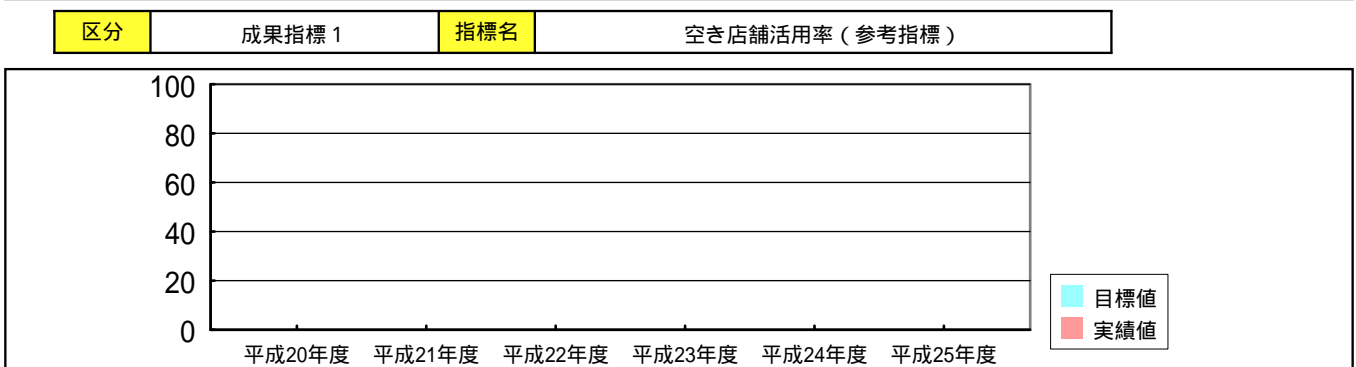 区分 成果指標1 指標名 空き店舗活用率(参考指標)
100
80
60
40
20
0
平成20年度 平成21年度 平成22年度 平成23年度 平成24年度 平成25年度
目標値
実績値